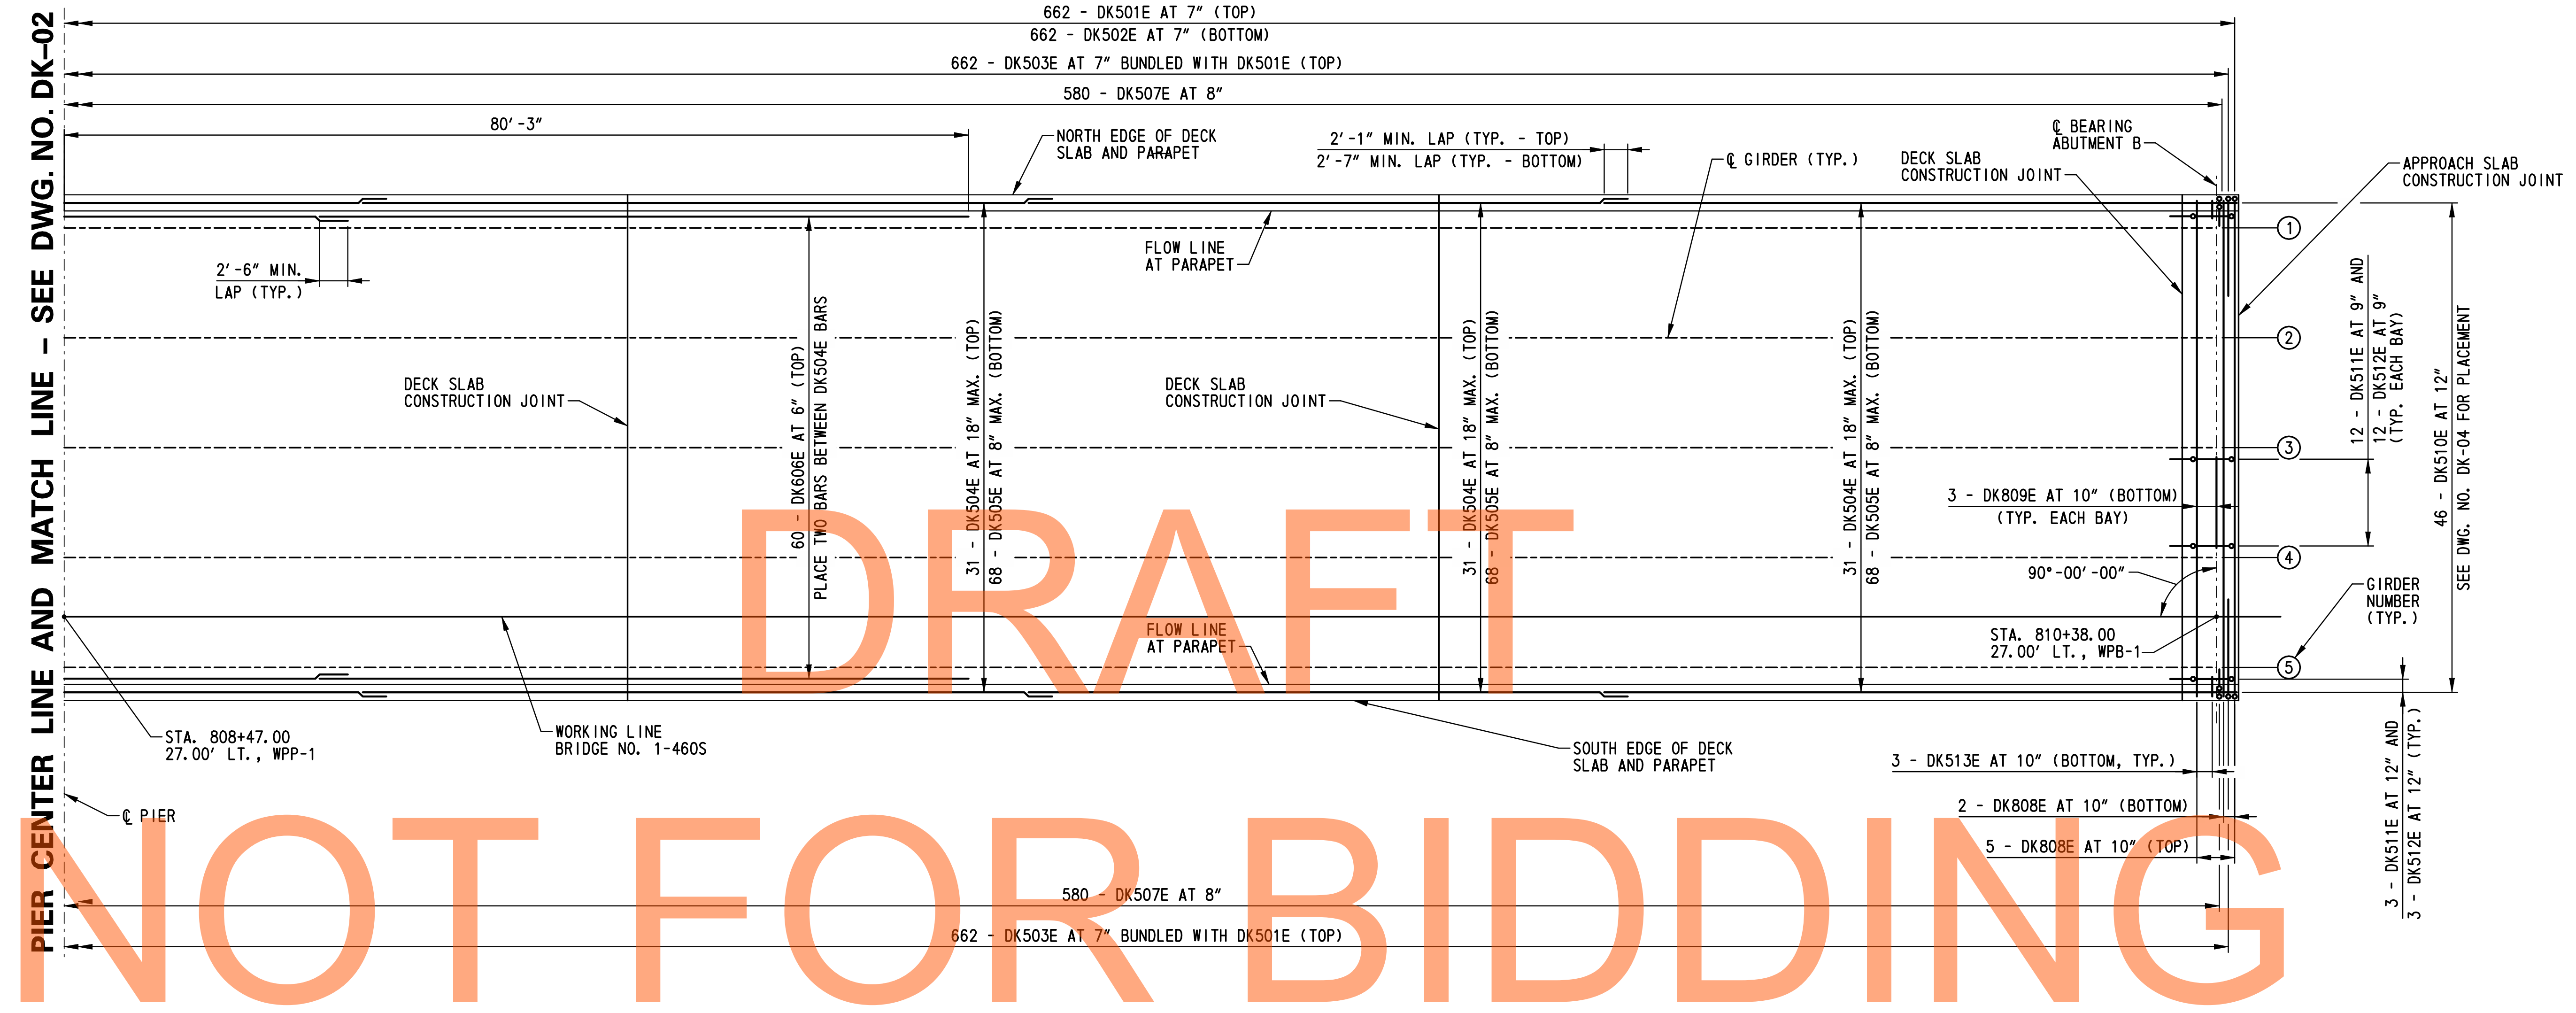 662 - DK501E AT 7" (TOP)
662 - DK502E AT 7" (BOTTOM)
662 - DK503E AT 7" BUNDLED WITH DK501E (TOP)
580 - DK507E AT 8"
80'-3"
NORTH EDGE OF DECK
SLAB AND PARAPET
2'-1" MIN. LAP (TYP. - TOP)
2'-7" MIN. LAP (TYP. - BOTTOM)
℄ GIRDER (TYP.)
DECK SLAB
CONSTRUCTION JOINT
℄ BEARING
ABUTMENT B
APPROACH SLAB
CONSTRUCTION JOINT
PIER CENTER LINE AND MATCH LINE - SEE DWG. NO. DK-02
2'-6" MIN.
LAP (TYP.)
FLOW LINE
AT PARAPET
DECK SLAB
CONSTRUCTION JOINT
60 - DK606E AT 6" (TOP)
PLACE TWO BARS BETWEEN DK504E BARS
31 - DK504E AT 18" MAX. (TOP)
68 - DK505E AT 8" MAX. (BOTTOM)
DECK SLAB
CONSTRUCTION JOINT
31 - DK504E AT 18" MAX. (TOP)
68 - DK505E AT 8" MAX. (BOTTOM)
31 - DK504E AT 18" MAX. (TOP)
68 - DK505E AT 8" MAX. (BOTTOM)
1
2
3
4
5
12 - DK511E AT 9" AND
12 - DK512E AT 9"
(TYP. EACH BAY)
46 - DK510E AT 12"
SEE DWG. NO. DK-04 FOR PLACEMENT
3 - DK809E AT 10" (BOTTOM)
(TYP. EACH BAY)
90°-00'-00"
GIRDER
NUMBER
(TYP.)
STA. 810+38.00
27.00' LT., WPB-1
FLOW LINE
AT PARAPET
DRAFT
STA. 808+47.00
27.00' LT., WPP-1
WORKING LINE
BRIDGE NO. 1-460S
SOUTH EDGE OF DECK
SLAB AND PARAPET
℄ PIER
3 - DK513E AT 10" (BOTTOM, TYP.)
2 - DK808E AT 10" (BOTTOM)
5 - DK808E AT 10" (TOP)
3 - DK511E AT 12" AND
3 - DK512E AT 12" (TYP.)
NOT FOR BIDDING
580 - DK507E AT 8"
662 - DK503E AT 7" BUNDLED WITH DK501E (TOP)